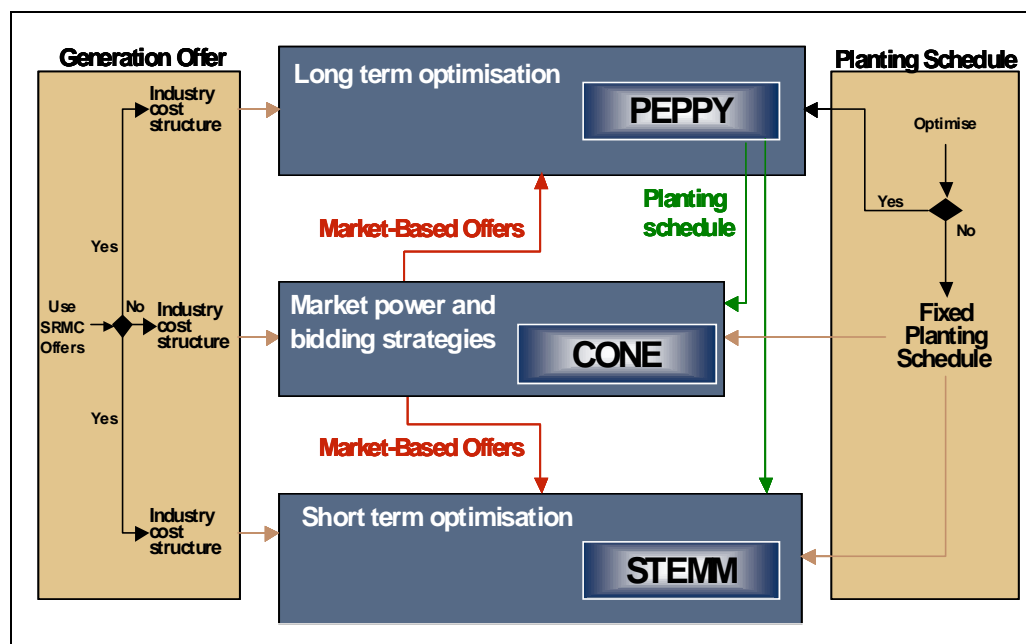 Generation Offer
Planting Schedule
Long term optimisation
PEPPY
Industry
cost
structure
Optimise
Yes
No
Market-Based Offers
Planting
schedule
Yes
Use
SRMC
Offers
No
Industry
cost
structure
Market power and
bidding strategies
CONE
Fixed
Planting
Schedule
Yes
Market-Based Offers
Industry
cost
structure
Short term optimisation
STEMM